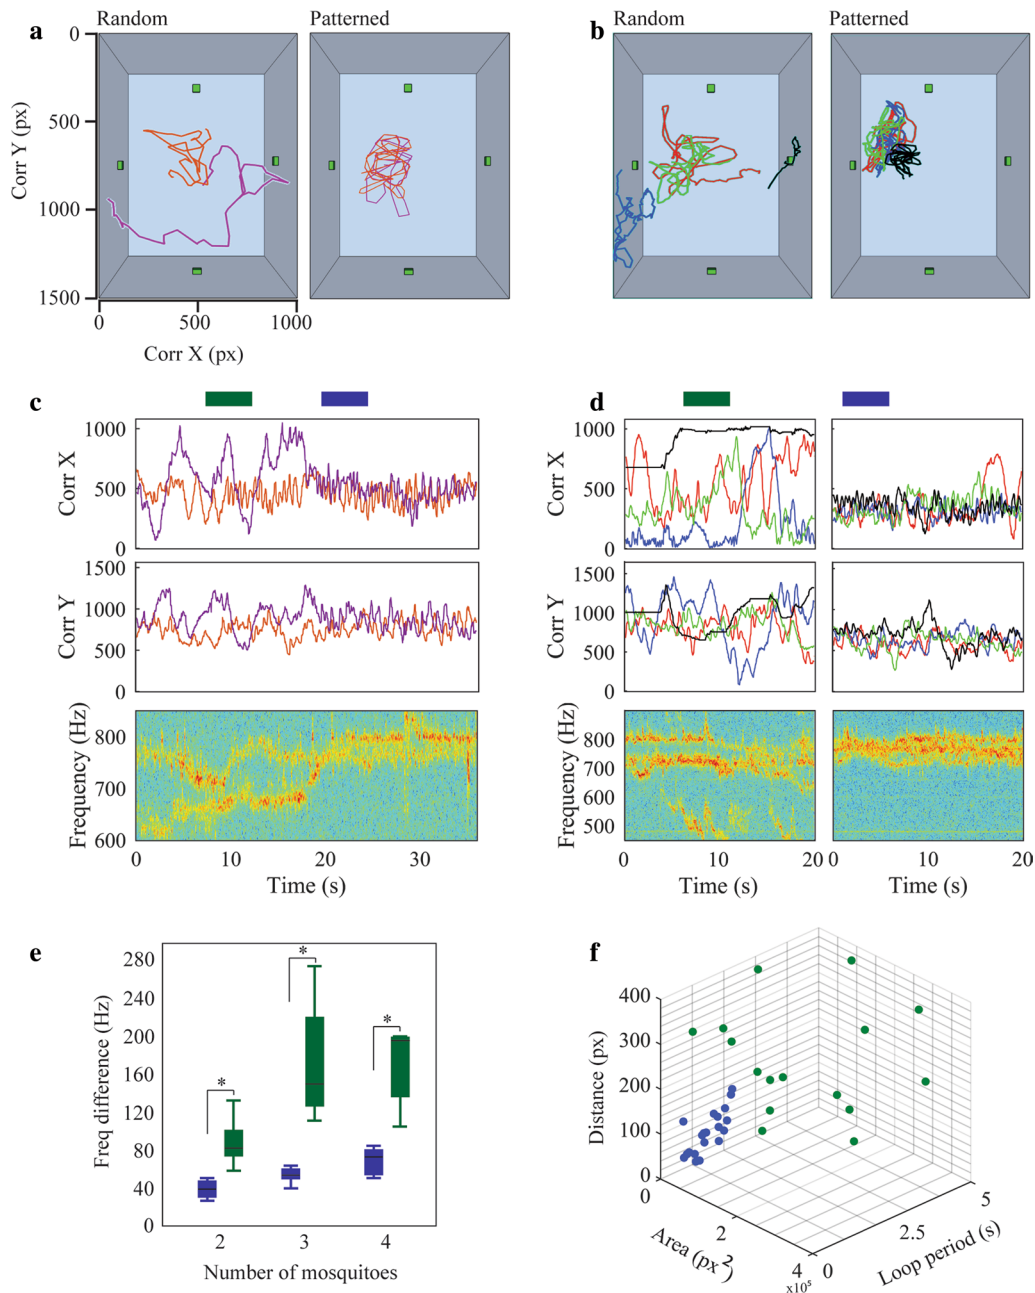 a
Random
Patterned
0
500
1000
1500
Corr Y (px)
0
500
1000
Corr X (px)
b
Random
Patterned
c
1000
500
0
Corr X
1500
1000
500
0
Corr Y
800
700
600
Frequency (Hz)
0
10
20
30
Time (s)
d
1000
500
0
Corr X
1500
1000
500
0
Corr Y
800
700
600
500
Frequency (Hz)
0
10
20
0
10
20
Time (s)
Time (s)
e
280
240
200
160
120
80
40
0
Freq difference (Hz)
*
*
*
2
3
4
Number of mosquitoes
f
400
300
200
100
0
Distance (px)
0
2
4
x10⁵
Area (px²)
0
2.5
5
Loop period (s)